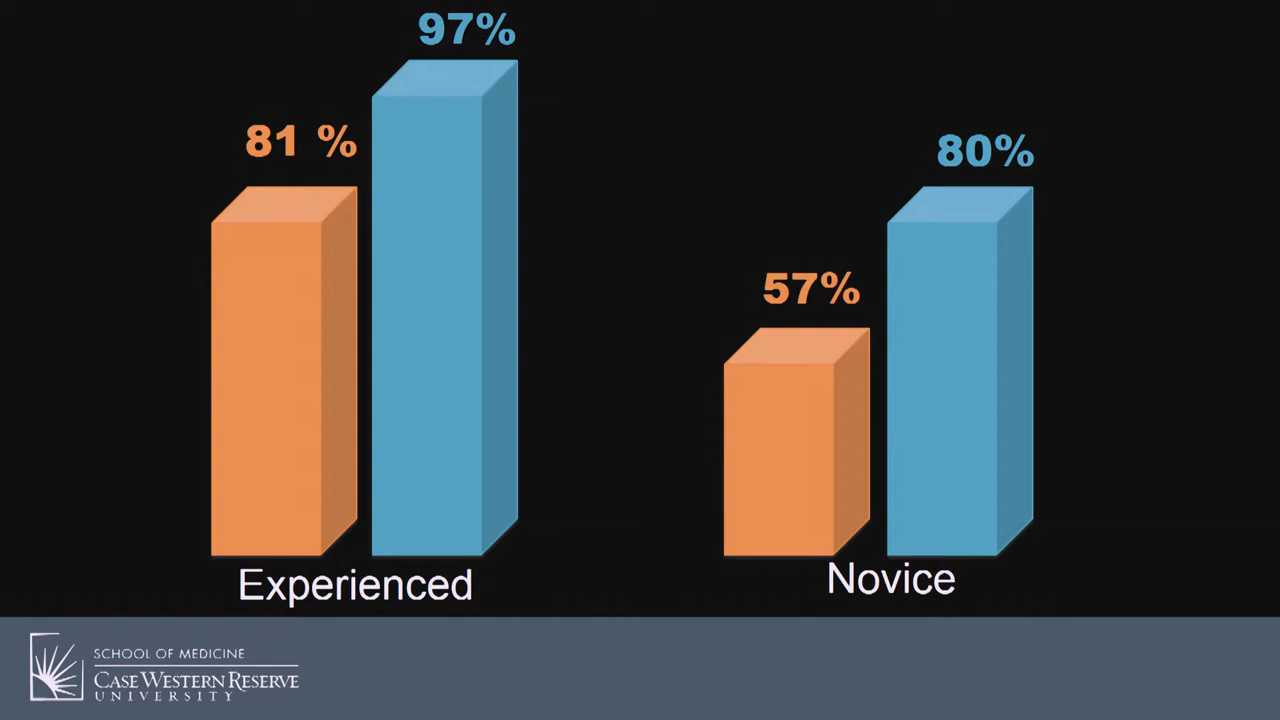 97%
81 %
80%
57%
Experienced
Novice
SCHOOL OF MEDICINE
CASE WESTERN RESERVE
UNIVERSITY